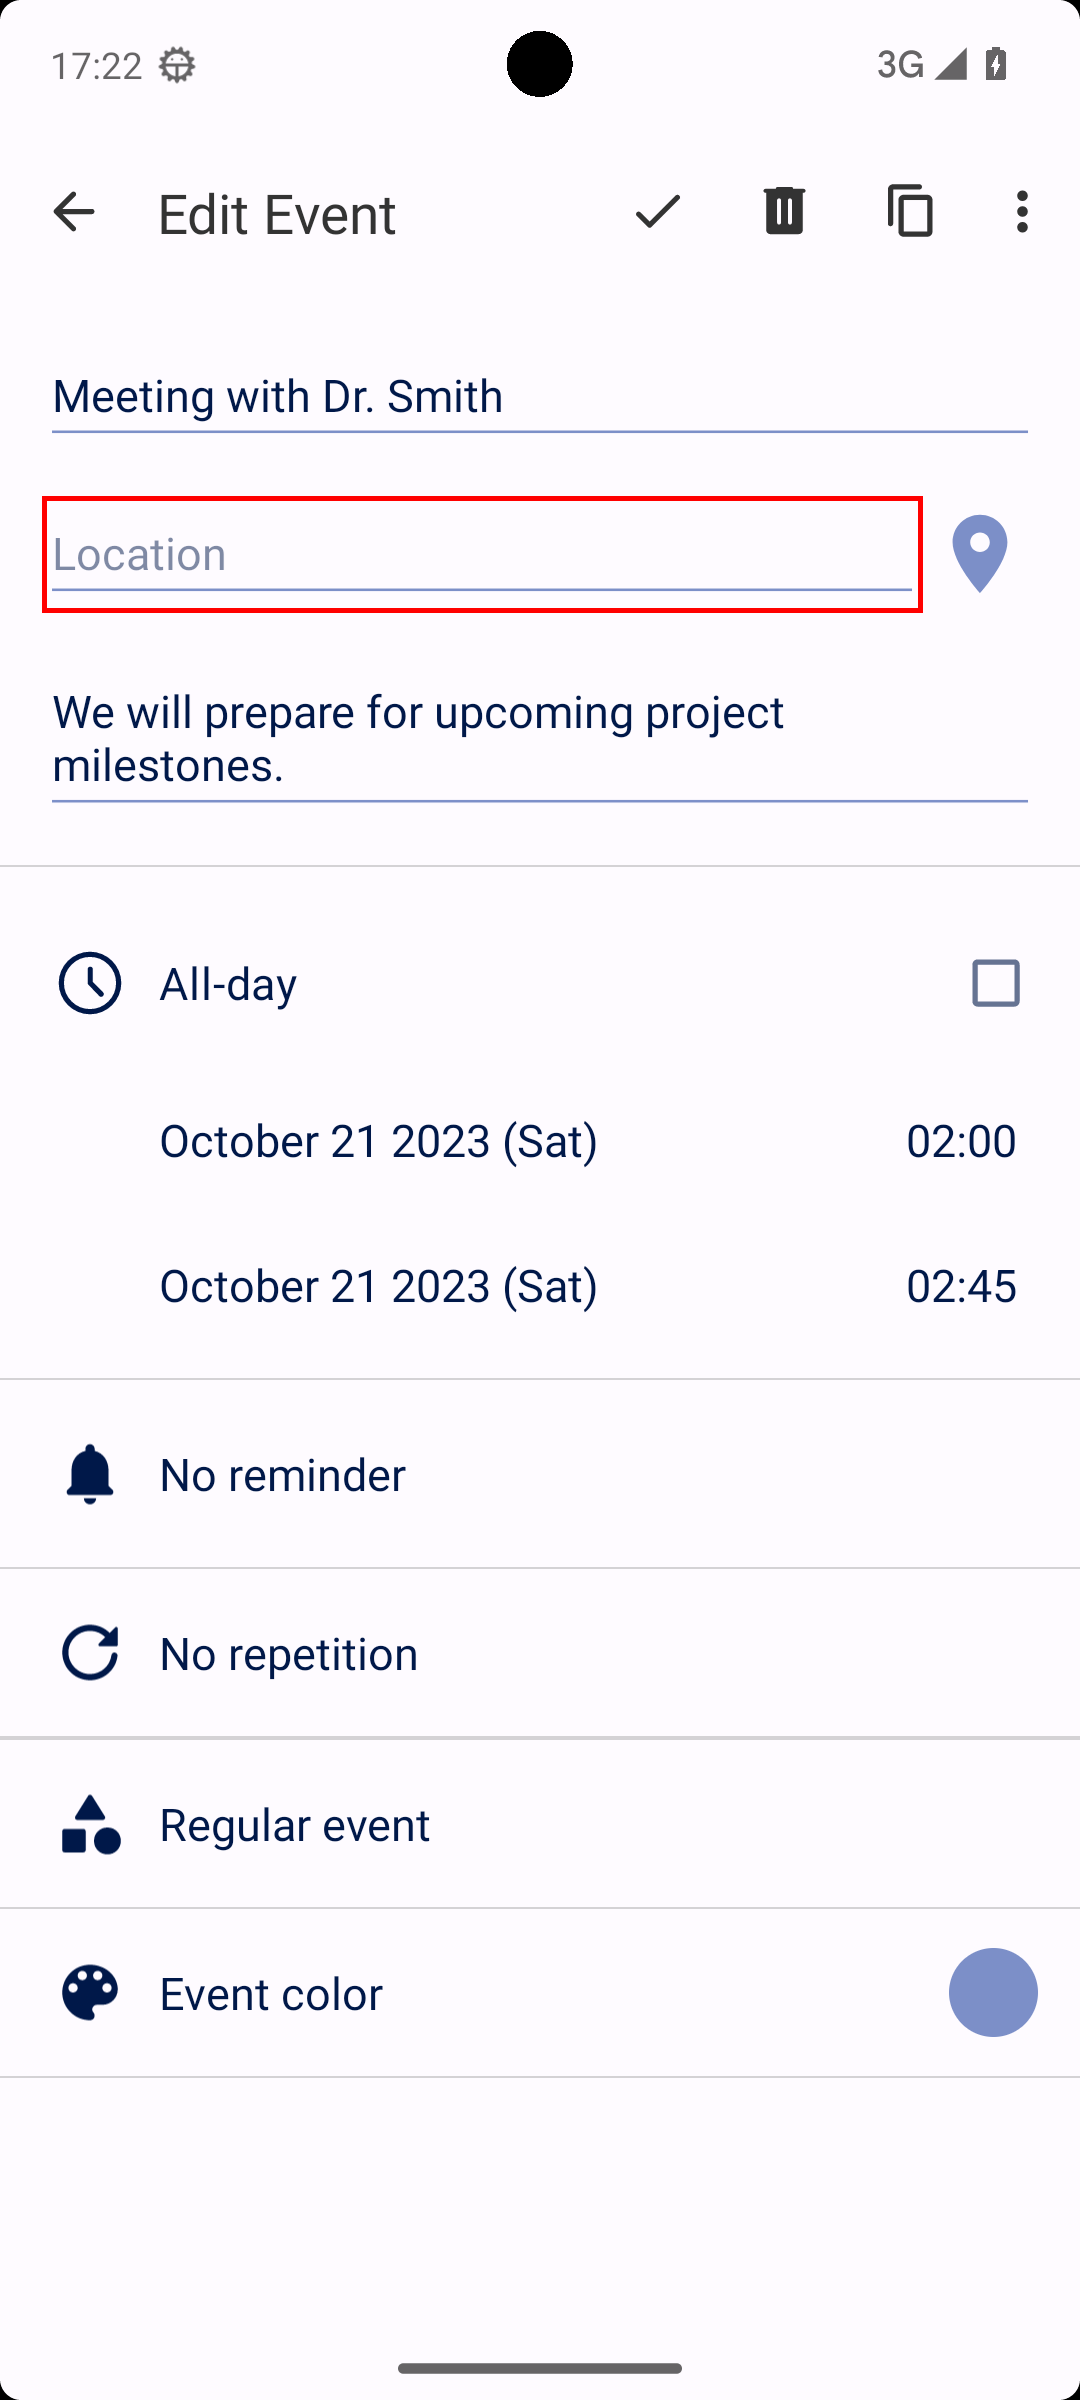 17:22
3G
Edit Event
Meeting with Dr. Smith
Location
We will prepare for upcoming project
milestones.
All-day
October 21 2023 (Sat) 02:00
October 21 2023 (Sat) 02:45
No reminder
No repetition
Regular event
Event color